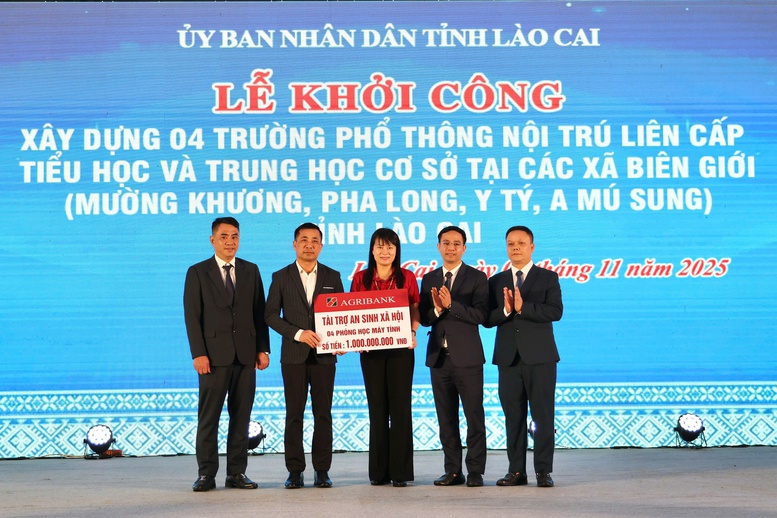 ỦY BAN NHÂN DÂN TỈNH LÀO CAI
LỄ KHỞI CÔNG
XÂY DỰNG 04 TRƯỜNG PHỔ THÔNG NỘI TRÚ LIÊN CẤP
TIỂU HỌC VÀ TRUNG HỌC CƠ SỞ TẠI CÁC XÃ BIÊN GIỚI
(MƯỜNG KHƯƠNG, PHA LONG, Y TÝ, A MÚ SUNG)
LÀO CAI
tháng 11 năm 2025
AGRIBANK
TÀI TRỢ AN SINH XÃ HỘI
04 PHÒNG HỌC MÁY TÍNH
SỐ TIỀN : 1.000.000.000 VNĐ